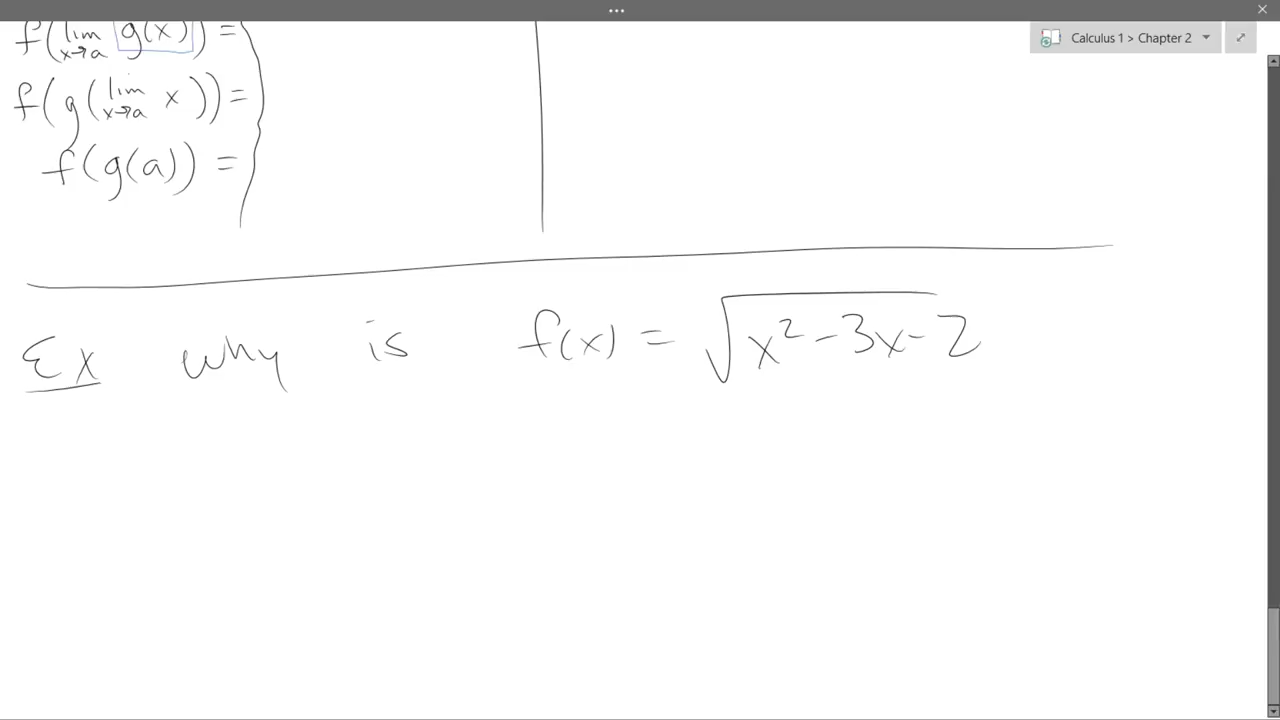 ...
Calculus 1 > Chapter 2
f(lim x→a g(x)) =
f(g(lim x→a x)) =
f(g(a)) =
Ex why is f(x) = √x² - 3x - 2